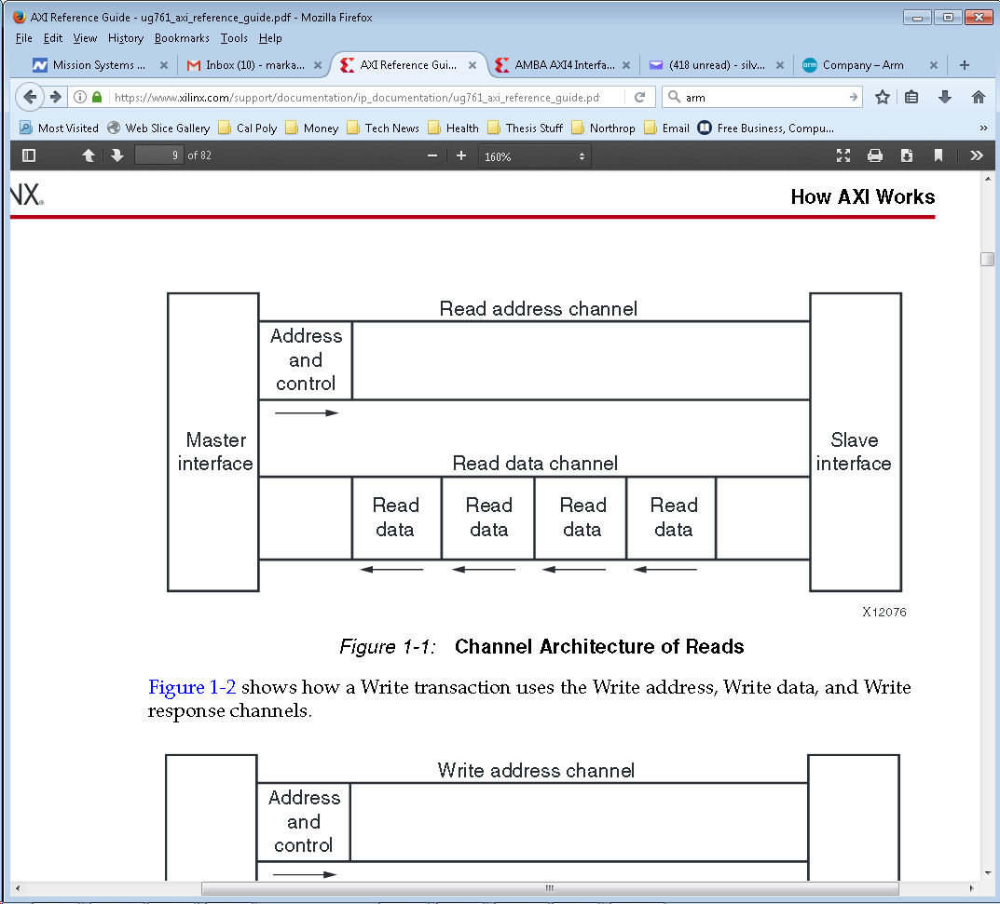 AXI Reference Guide - ug761_axi_reference_guide.pdf - Mozilla Firefox
File Edit View History Bookmarks Tools Help
Mission Systems ... Inbox (10) - marka... AXI Reference Gui... AMBA AXI4 Interfa... (418 unread) - silv... Company – Arm
https://www.xilinx.com/support/documentation/ip_documentation/ug761_axi_reference_guide.pd arm
Most Visited Web Slice Gallery Cal Poly Money Tech News Health Thesis Stuff Northrop Email Free Business, Compu...
9 of 82 160%
NX
How AXI Works
Read address channel
Address
and
control
Master
interface
Slave
interface
Read data channel
Read
data
Read
data
Read
data
Read
data
X12076
Figure 1-1: Channel Architecture of Reads
Figure 1-2 shows how a Write transaction uses the Write address, Write data, and Write
response channels.
Write address channel
Address
and
control